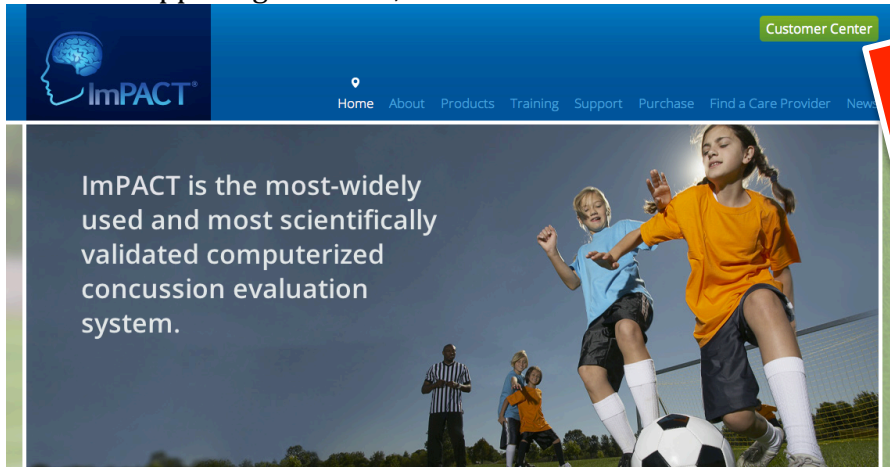 Customer Center
ImPACT®
Home About Products Training Support Purchase Find a Care Provider News
ImPACT is the most-widely
used and most scientifically
validated computerized
concussion evaluation
system.